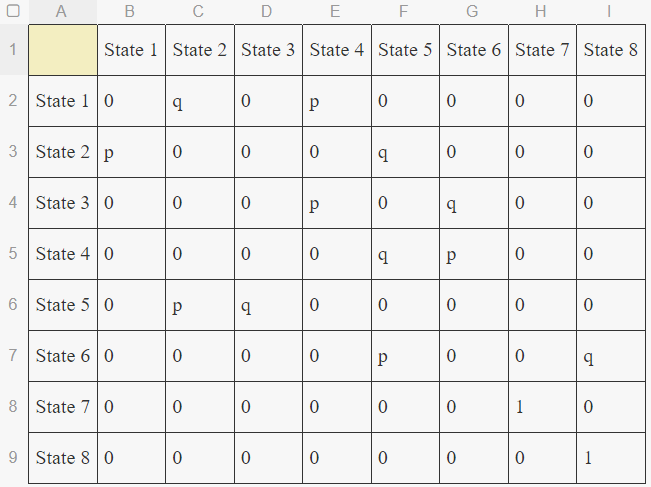 A B C D E F G H I
1 State 1 State 2 State 3 State 4 State 5 State 6 State 7 State 8
2 State 1 0 q 0 p 0 0 0 0
3 State 2 p 0 0 0 q 0 0 0
4 State 3 0 0 0 p 0 q 0 0
5 State 4 0 0 0 0 q p 0 0
6 State 5 0 p q 0 0 0 0 0
7 State 6 0 0 0 0 p 0 0 q
8 State 7 0 0 0 0 0 0 1 0
9 State 8 0 0 0 0 0 0 0 1